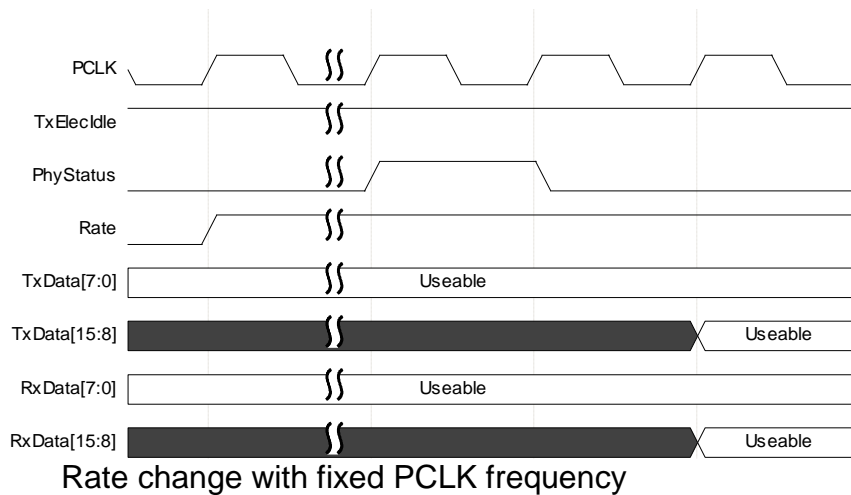 PCLK
TxElecIdle
PhyStatus
Rate
TxData[7:0]
Useable
TxData[15:8]
Useable
RxData[7:0]
Useable
RxData[15:8]
Useable
Rate change with fixed PCLK frequency